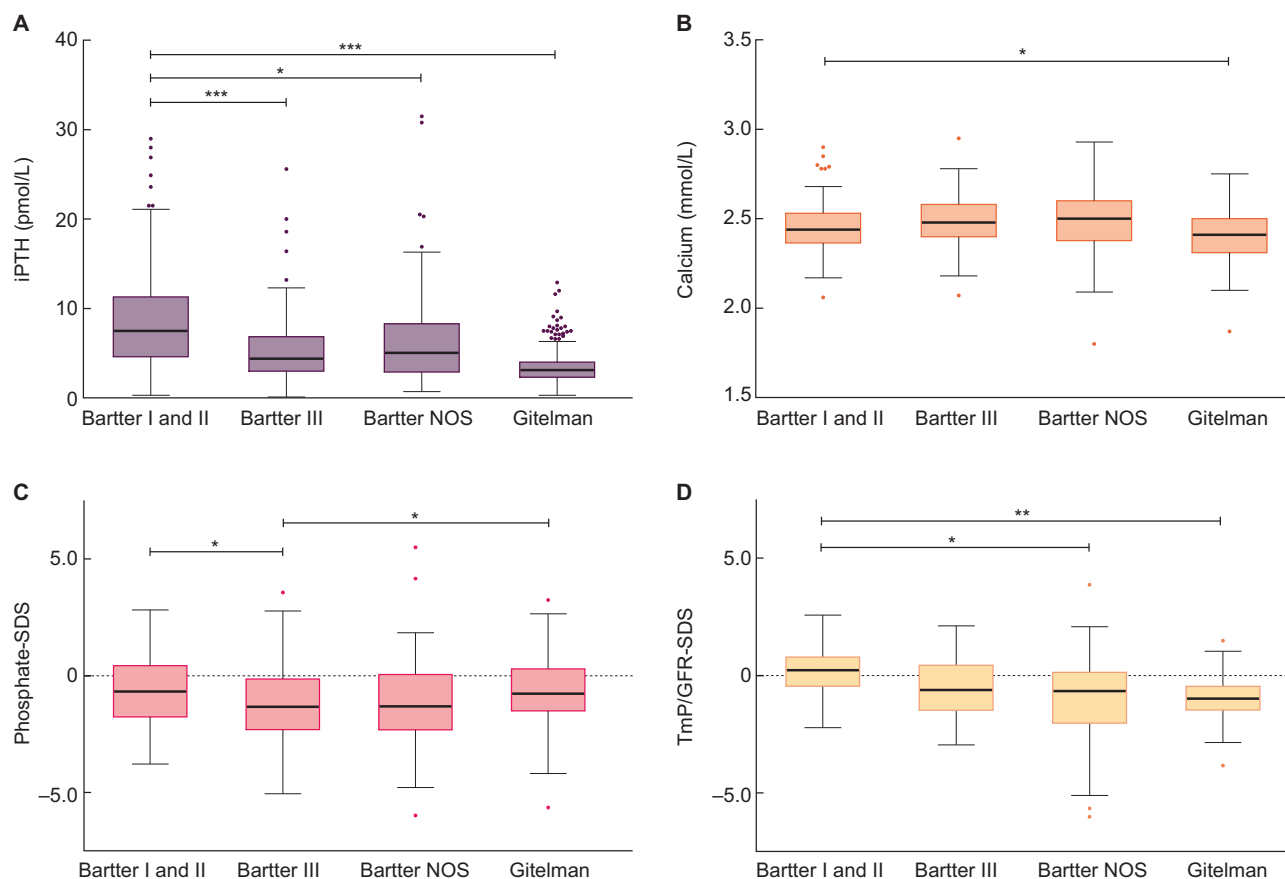 A
iPTH (pmol/L)
40
30
20
10
0
***
*
***
Bartter I and II Bartter III Bartter NOS Gitelman
B
Calcium (mmol/L)
3.5
3.0
2.5
2.0
1.5
*
Bartter I and II Bartter III Bartter NOS Gitelman
C
Phosphate-SDS
5.0
0
–5.0
*
*
Bartter I and II Bartter III Bartter NOS Gitelman
D
TmP/GFR-SDS
5.0
0
–5.0
**
*
Bartter I and II Bartter III Bartter NOS Gitelman